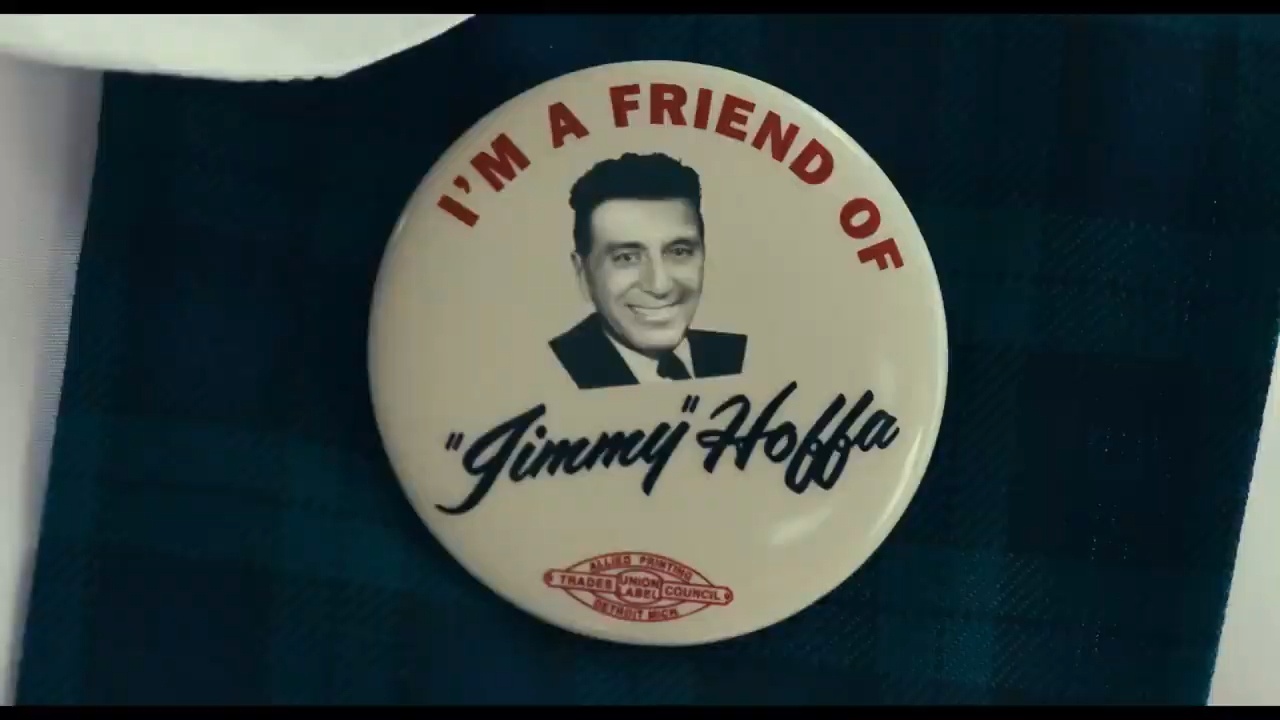 I'M A FRIEND OF
"Jimmy" Hoffa
ALLIED PRINTING
TRADES UNION LABEL COUNCIL
DETROIT MICH.